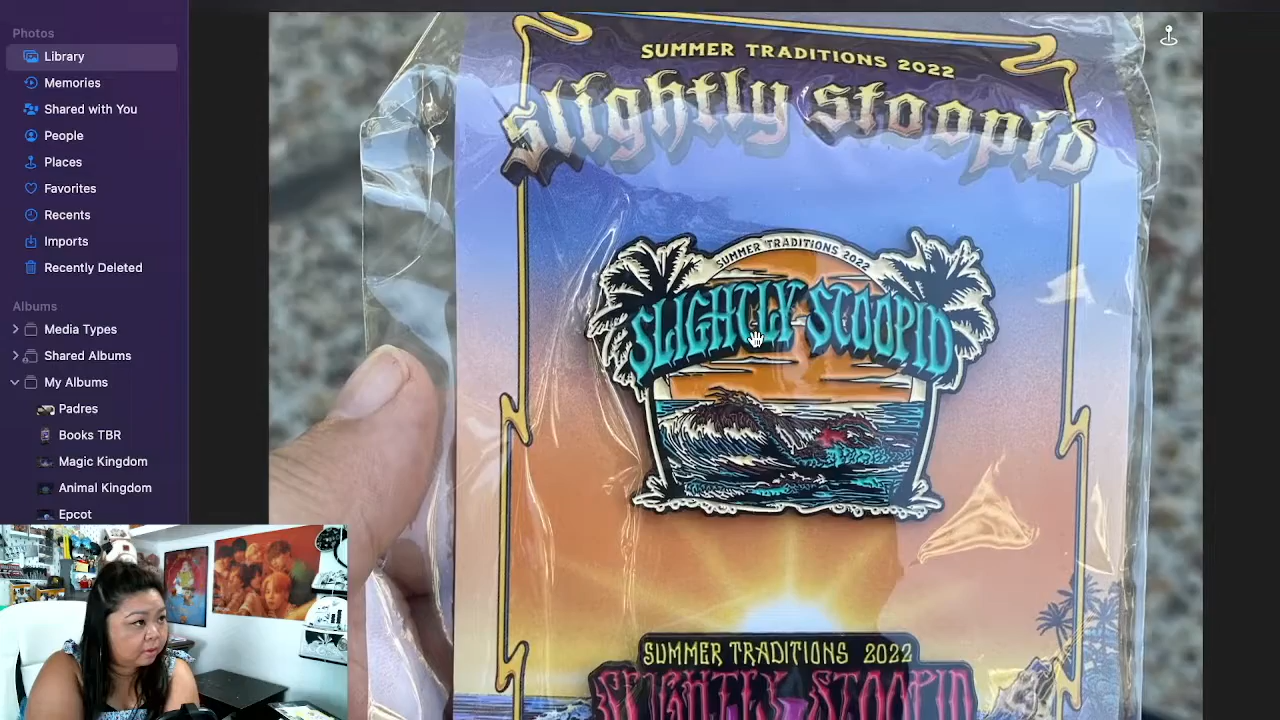 Photos
Library
Memories
Shared with You
People
Places
Favorites
Recents
Imports
Recently Deleted
Albums
Media Types
Shared Albums
My Albums
Padres
Books TBR
Magic Kingdom
Animal Kingdom
Epcot
SUMMER TRADITIONS 2022
slightly stoopid
SUMMER TRADITIONS 2022
SLIGHTLY STOOPID
SUMMER TRADITIONS 2022
SLIGHTLY STOOPID